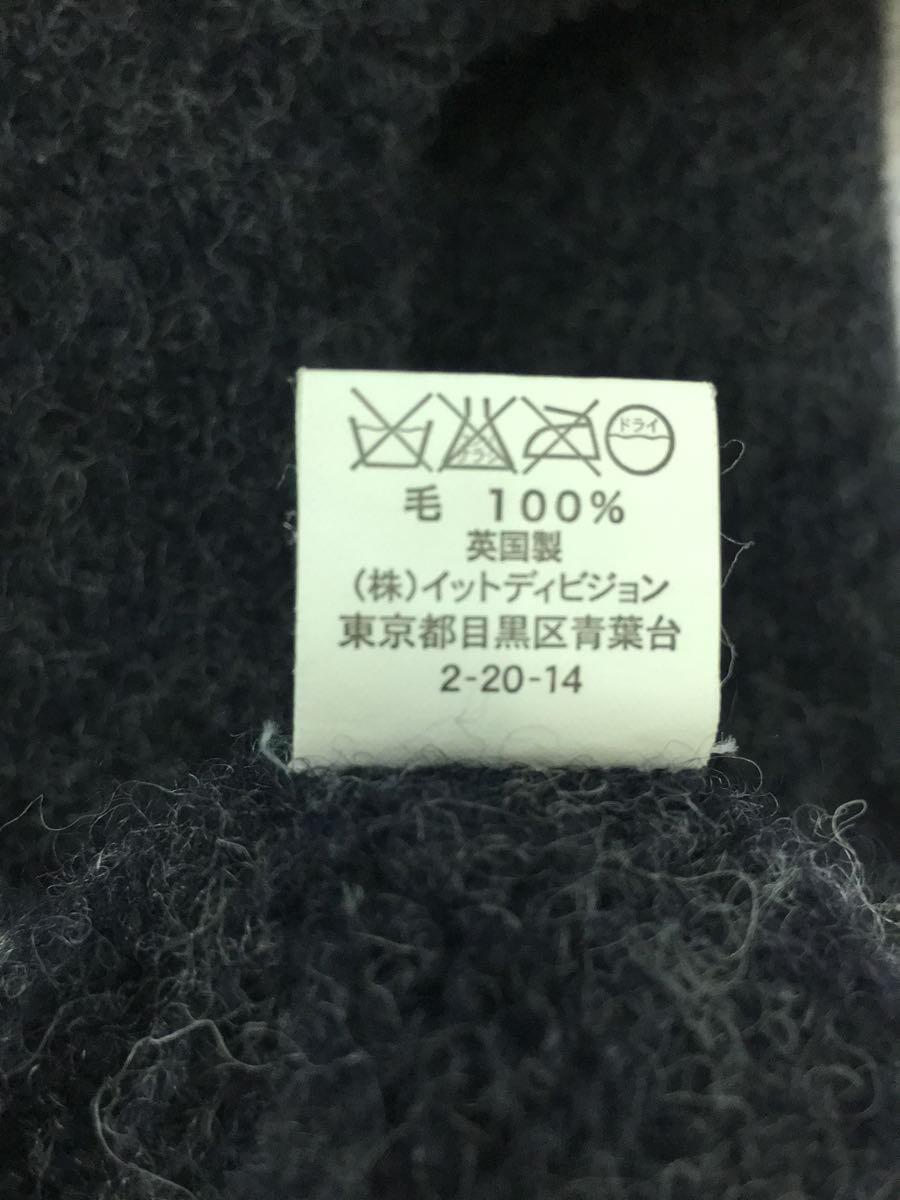 ドライ
毛 100%
英国製
(株)イットディビジョン
東京都目黒区青葉台
2-20-14